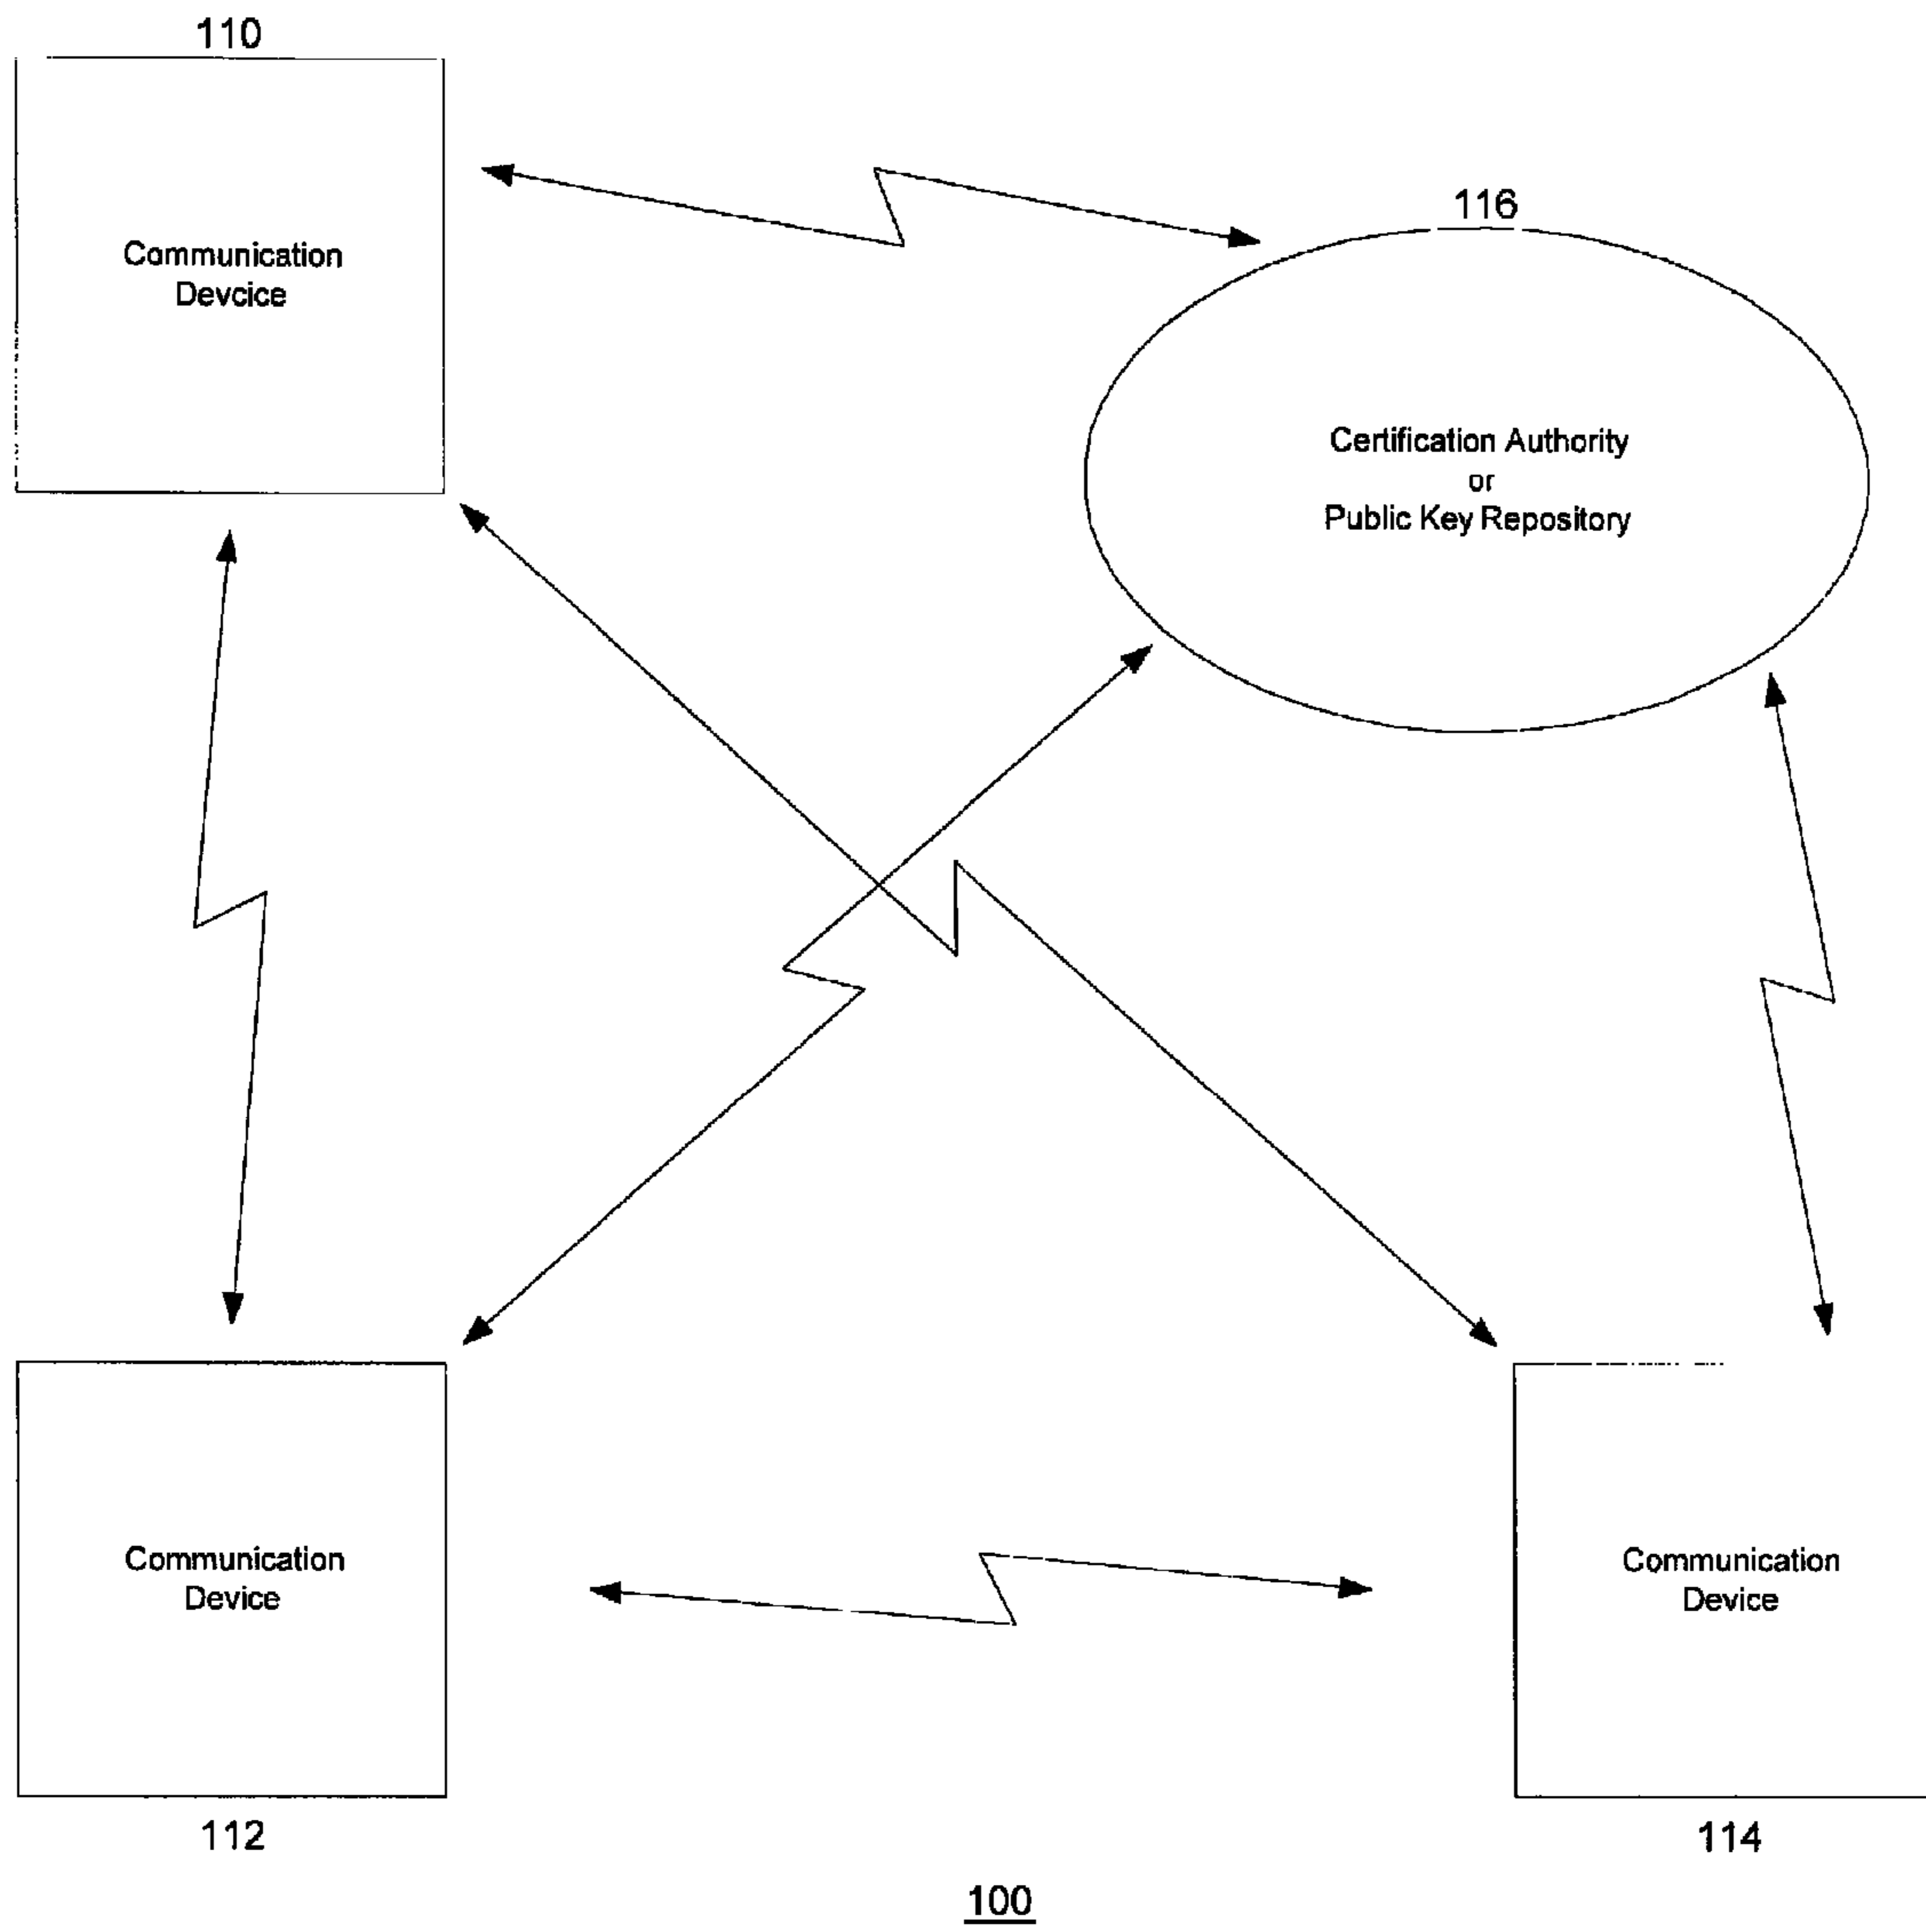 110
Communication
Devcice
116
Certification Authority
or
Public Key Repository
Communication
Device
112
Communication
Device
114
100